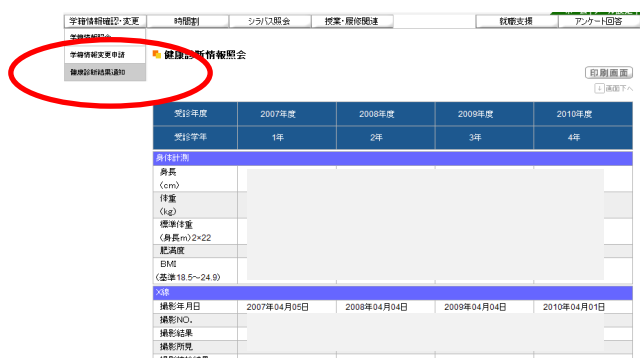 学籍情報確認・変更 時間割 シラバス照会 授業・履修関連 就職支援 アンケート回答
学籍情報照会
学籍情報変更申請
健康診断情報照会
健康診断結果通知
印刷画面
↓画面下へ
受診年度 2007年度 2008年度 2009年度 2010年度
受診学年 1年 2年 3年 4年
身体計測
身長
(cm)
体重
(kg)
標準体重
(身長m)2×22
肥満度
BMI
(基準18.5~24.9)
X線
撮影年月日 2007年04月05日 2008年04月04日 2009年04月04日 2010年04月01日
撮影NO.
撮影結果
撮影所見